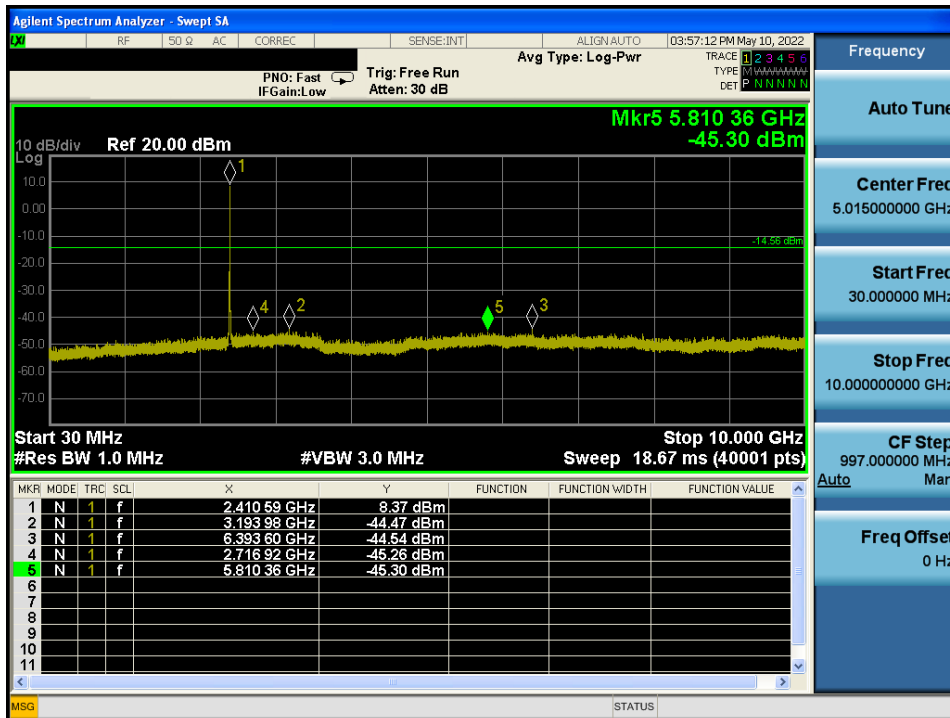 Agilent Spectrum Analyzer - Swept SA
LXI RF 50 Ω AC CORREC SENSE:INT ALIGN AUTO 03:57:12 PM May 10, 2022
Frequency
Avg Type: Log-Pwr
TRACE 1 2 3 4 5 6
TYPE M
DET P N N N N N
PNO: Fast
IFGain:Low
Trig: Free Run
Atten: 30 dB
Auto Tune
Mkr5 5.810 36 GHz
-45.30 dBm
10 dB/div
Log
Ref 20.00 dBm
1
10.0
0.00
-10.0
-14.56 dBm
-20.0
-30.0
4 2 5 3
-40.0
-50.0
-60.0
-70.0
Center Freq
5.015000000 GHz
Start Freq
30.000000 MHz
Stop Freq
10.000000000 GHz
Start 30 MHz
Stop 10.000 GHz
#Res BW 1.0 MHz
#VBW 3.0 MHz
Sweep 18.67 ms (40001 pts)
CF Step
997.000000 MHz
Auto Man
MKR MODE TRC SCL X Y FUNCTION FUNCTION WIDTH FUNCTION VALUE
1 N 1 f 2.410 59 GHz 8.37 dBm
2 N 1 f 3.193 98 GHz -44.47 dBm
3 N 1 f 6.393 60 GHz -44.54 dBm
4 N 1 f 2.716 92 GHz -45.26 dBm
5 N 1 f 5.810 36 GHz -45.30 dBm
6
7
8
9
10
11
Freq Offset
0 Hz
MSG
STATUS